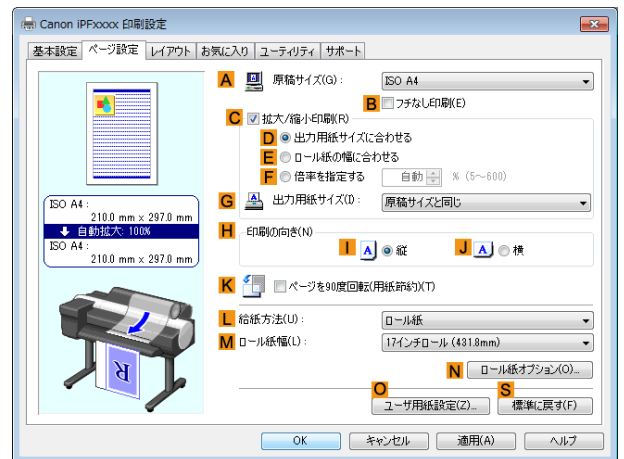 Canon iPFxxxx 印刷設定
基本設定 ページ設定 レイアウト お気に入り ユーティリティ サポート
A 原稿サイズ(G): ISO A4
B フチなし印刷(E)
C 拡大/縮小印刷(R)
D 出力用紙サイズに合わせる
E ロール紙の幅に合わせる
F 倍率を指定する 自動 % (5～600)
G 出力用紙サイズ(I): 原稿サイズと同じ
ISO A4:
210.0 mm x 297.0 mm
自動拡大: 100%
ISO A4:
210.0 mm x 297.0 mm
H 印刷の向き(N)
I A 縦 J A 横
K ページを90度回転(用紙節約)(T)
L 給紙方法(U): ロール紙
M ロール紙幅(L): 17インチロール (431.8mm)
N ロール紙オプション(O)...
R
O ユーザ用紙設定(Z)... S 標準に戻す(F)
OK キャンセル 適用(A) ヘルプ